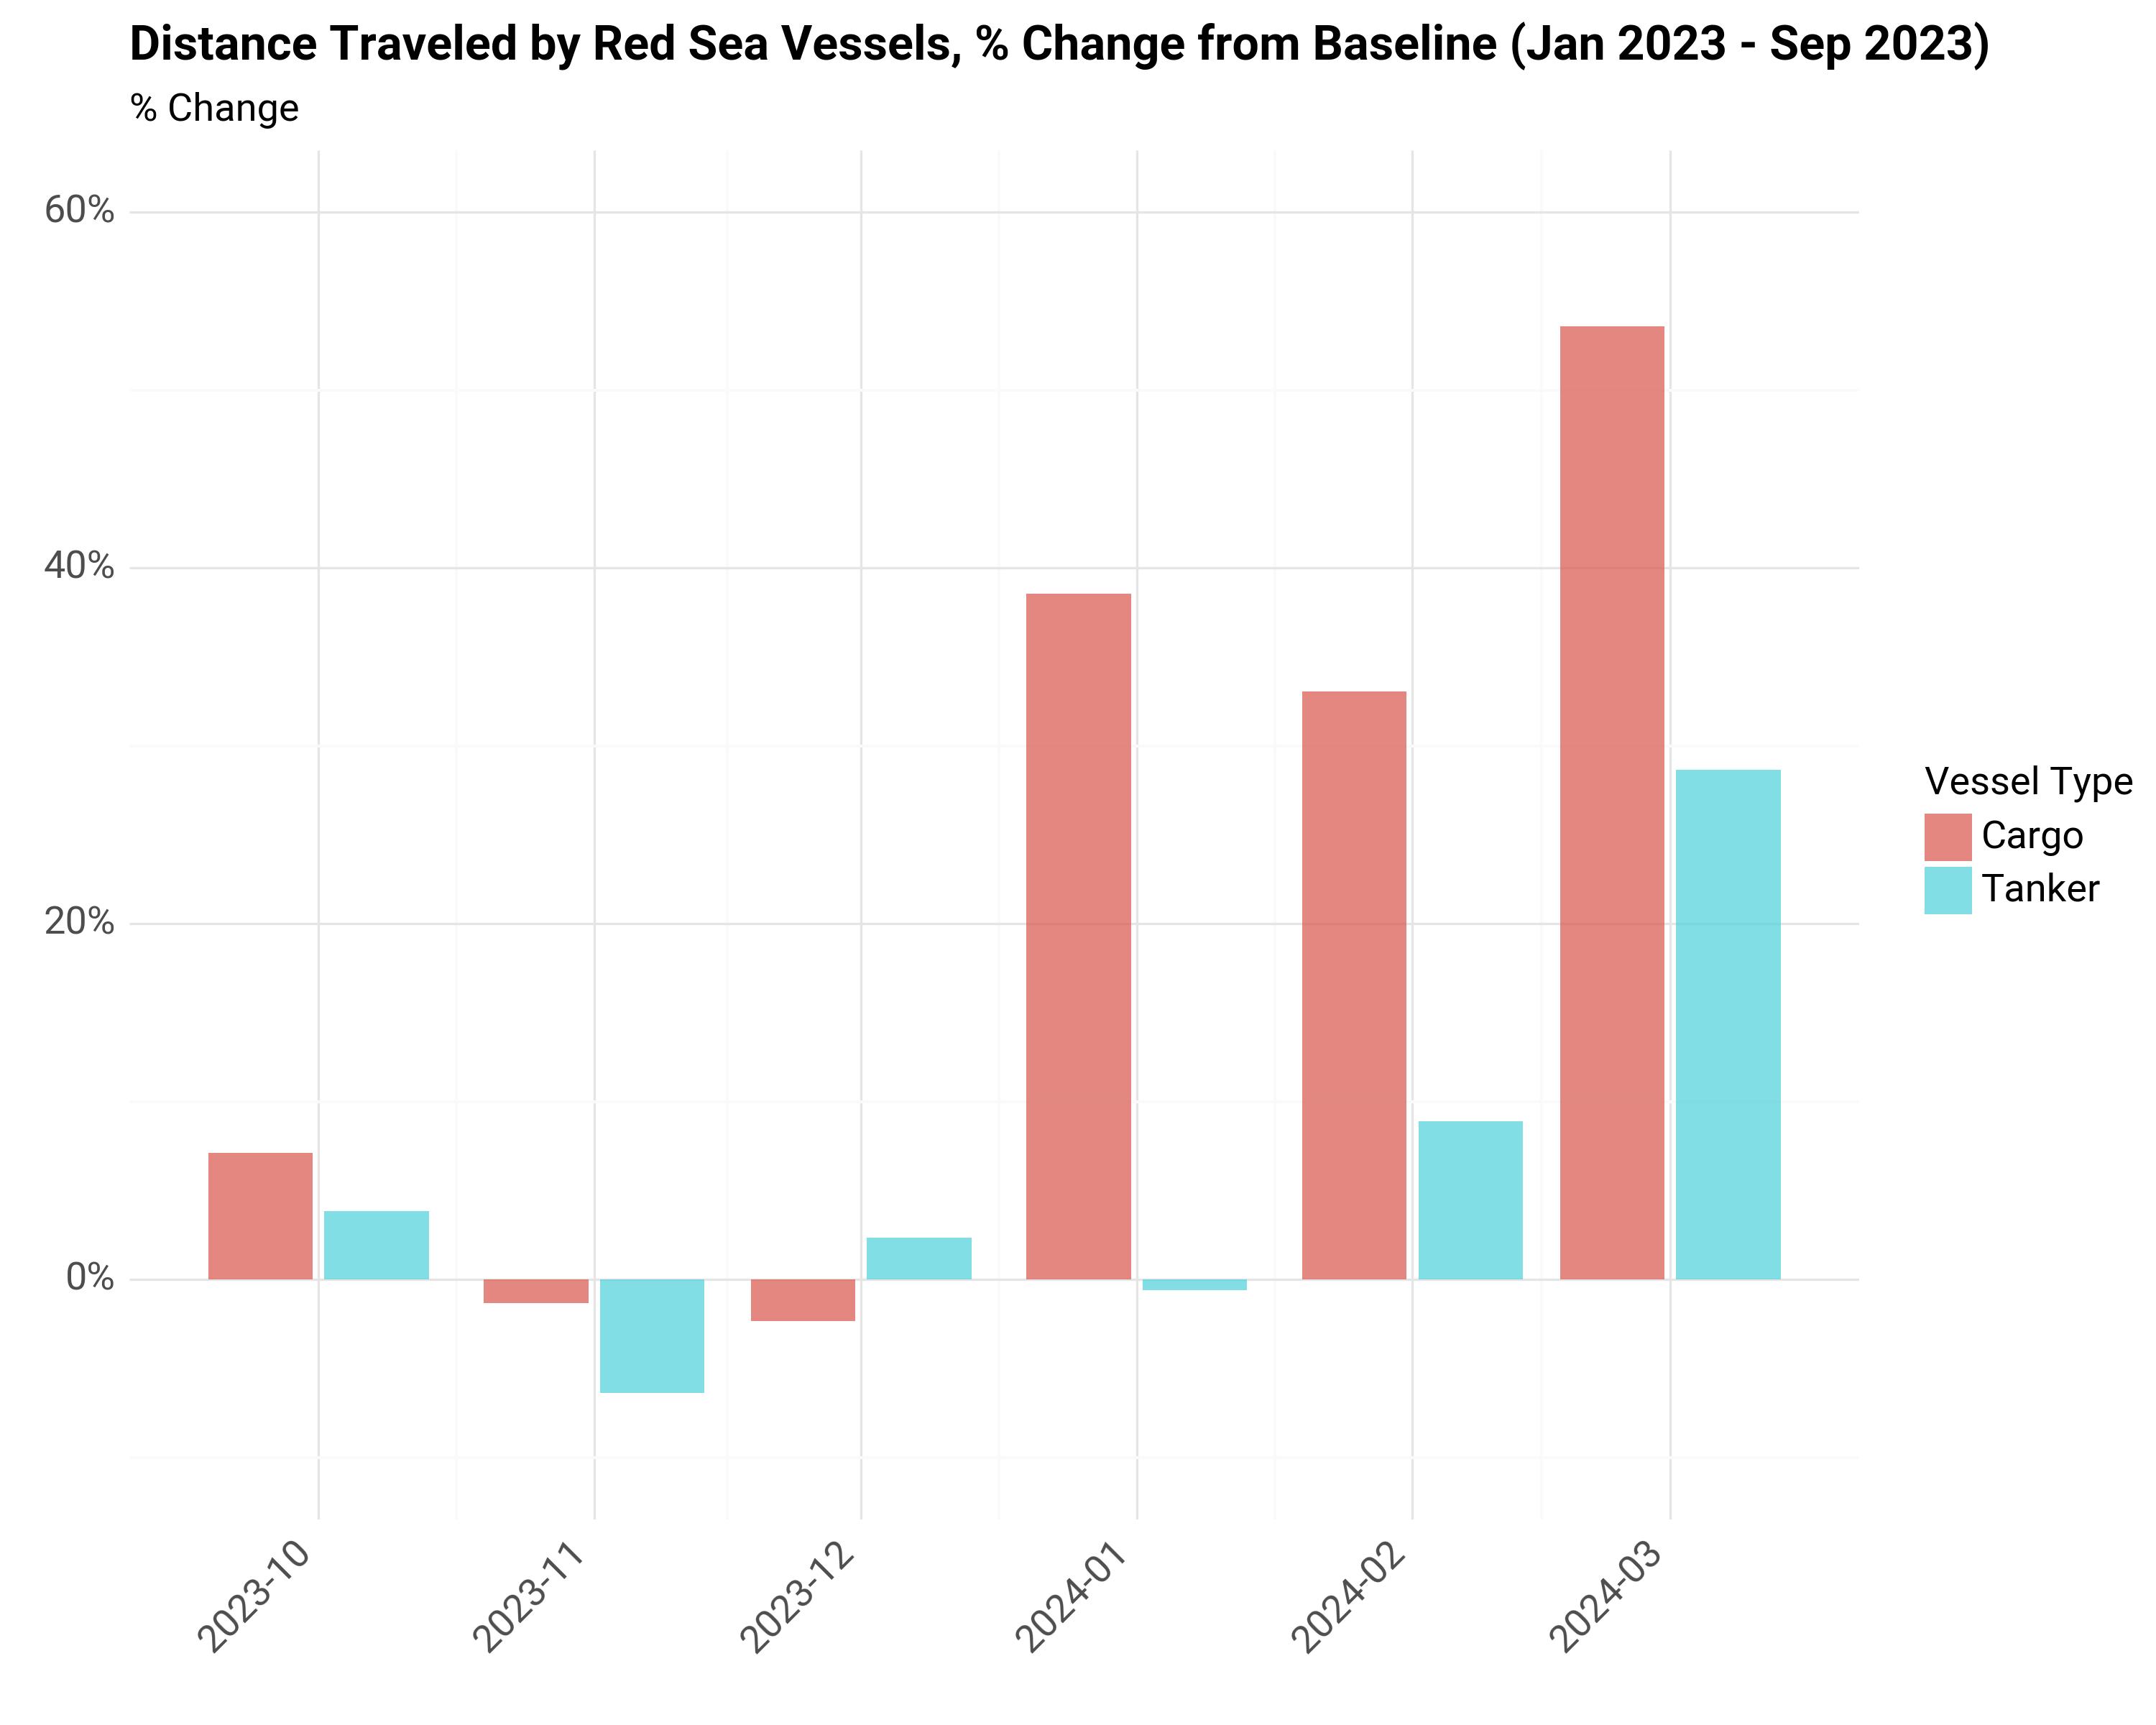 Distance Traveled by Red Sea Vessels, % Change from Baseline (Jan 2023 - Sep 2023)
% Change
60%
40%
20%
0%
Vessel Type
Cargo
Tanker
2023-10
2023-11
2023-12
2024-01
2024-02
2024-03